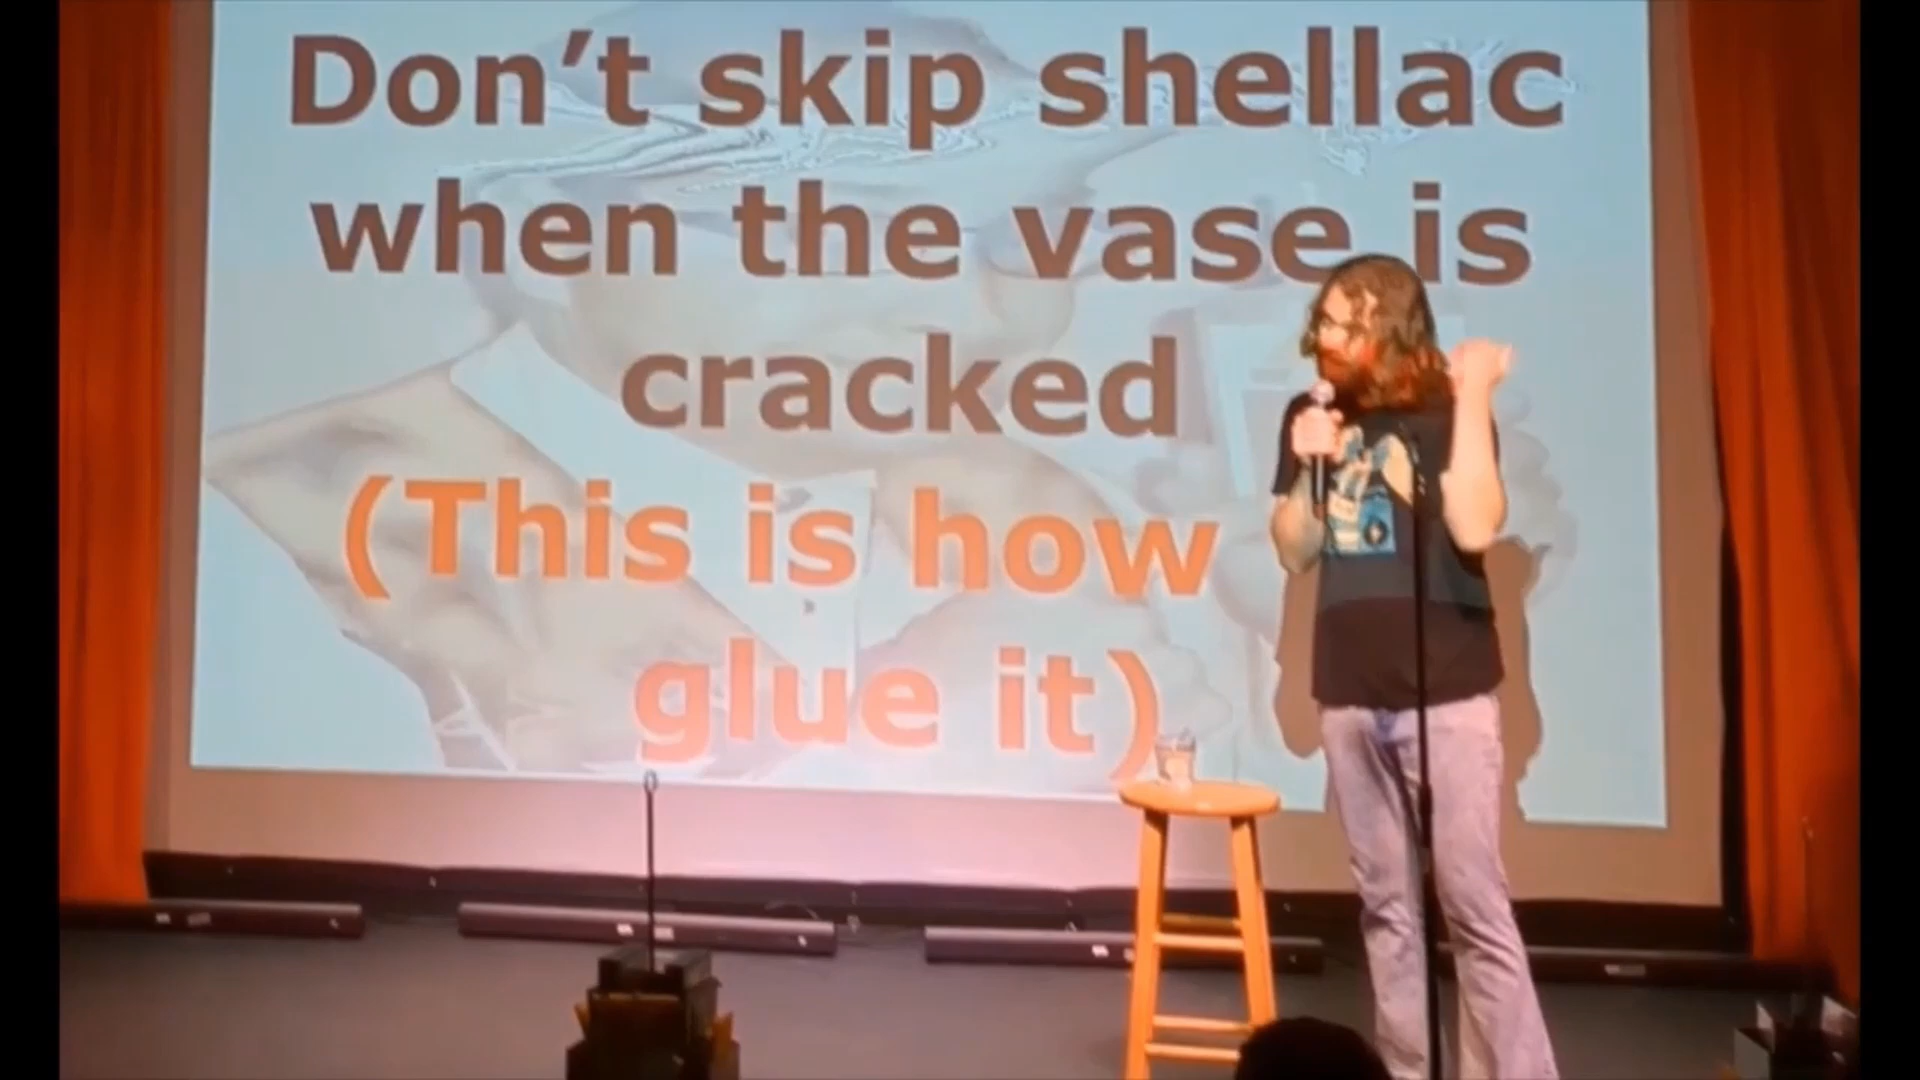 Don't skip shellac
when the vase is
cracked
(This is how
glue it)